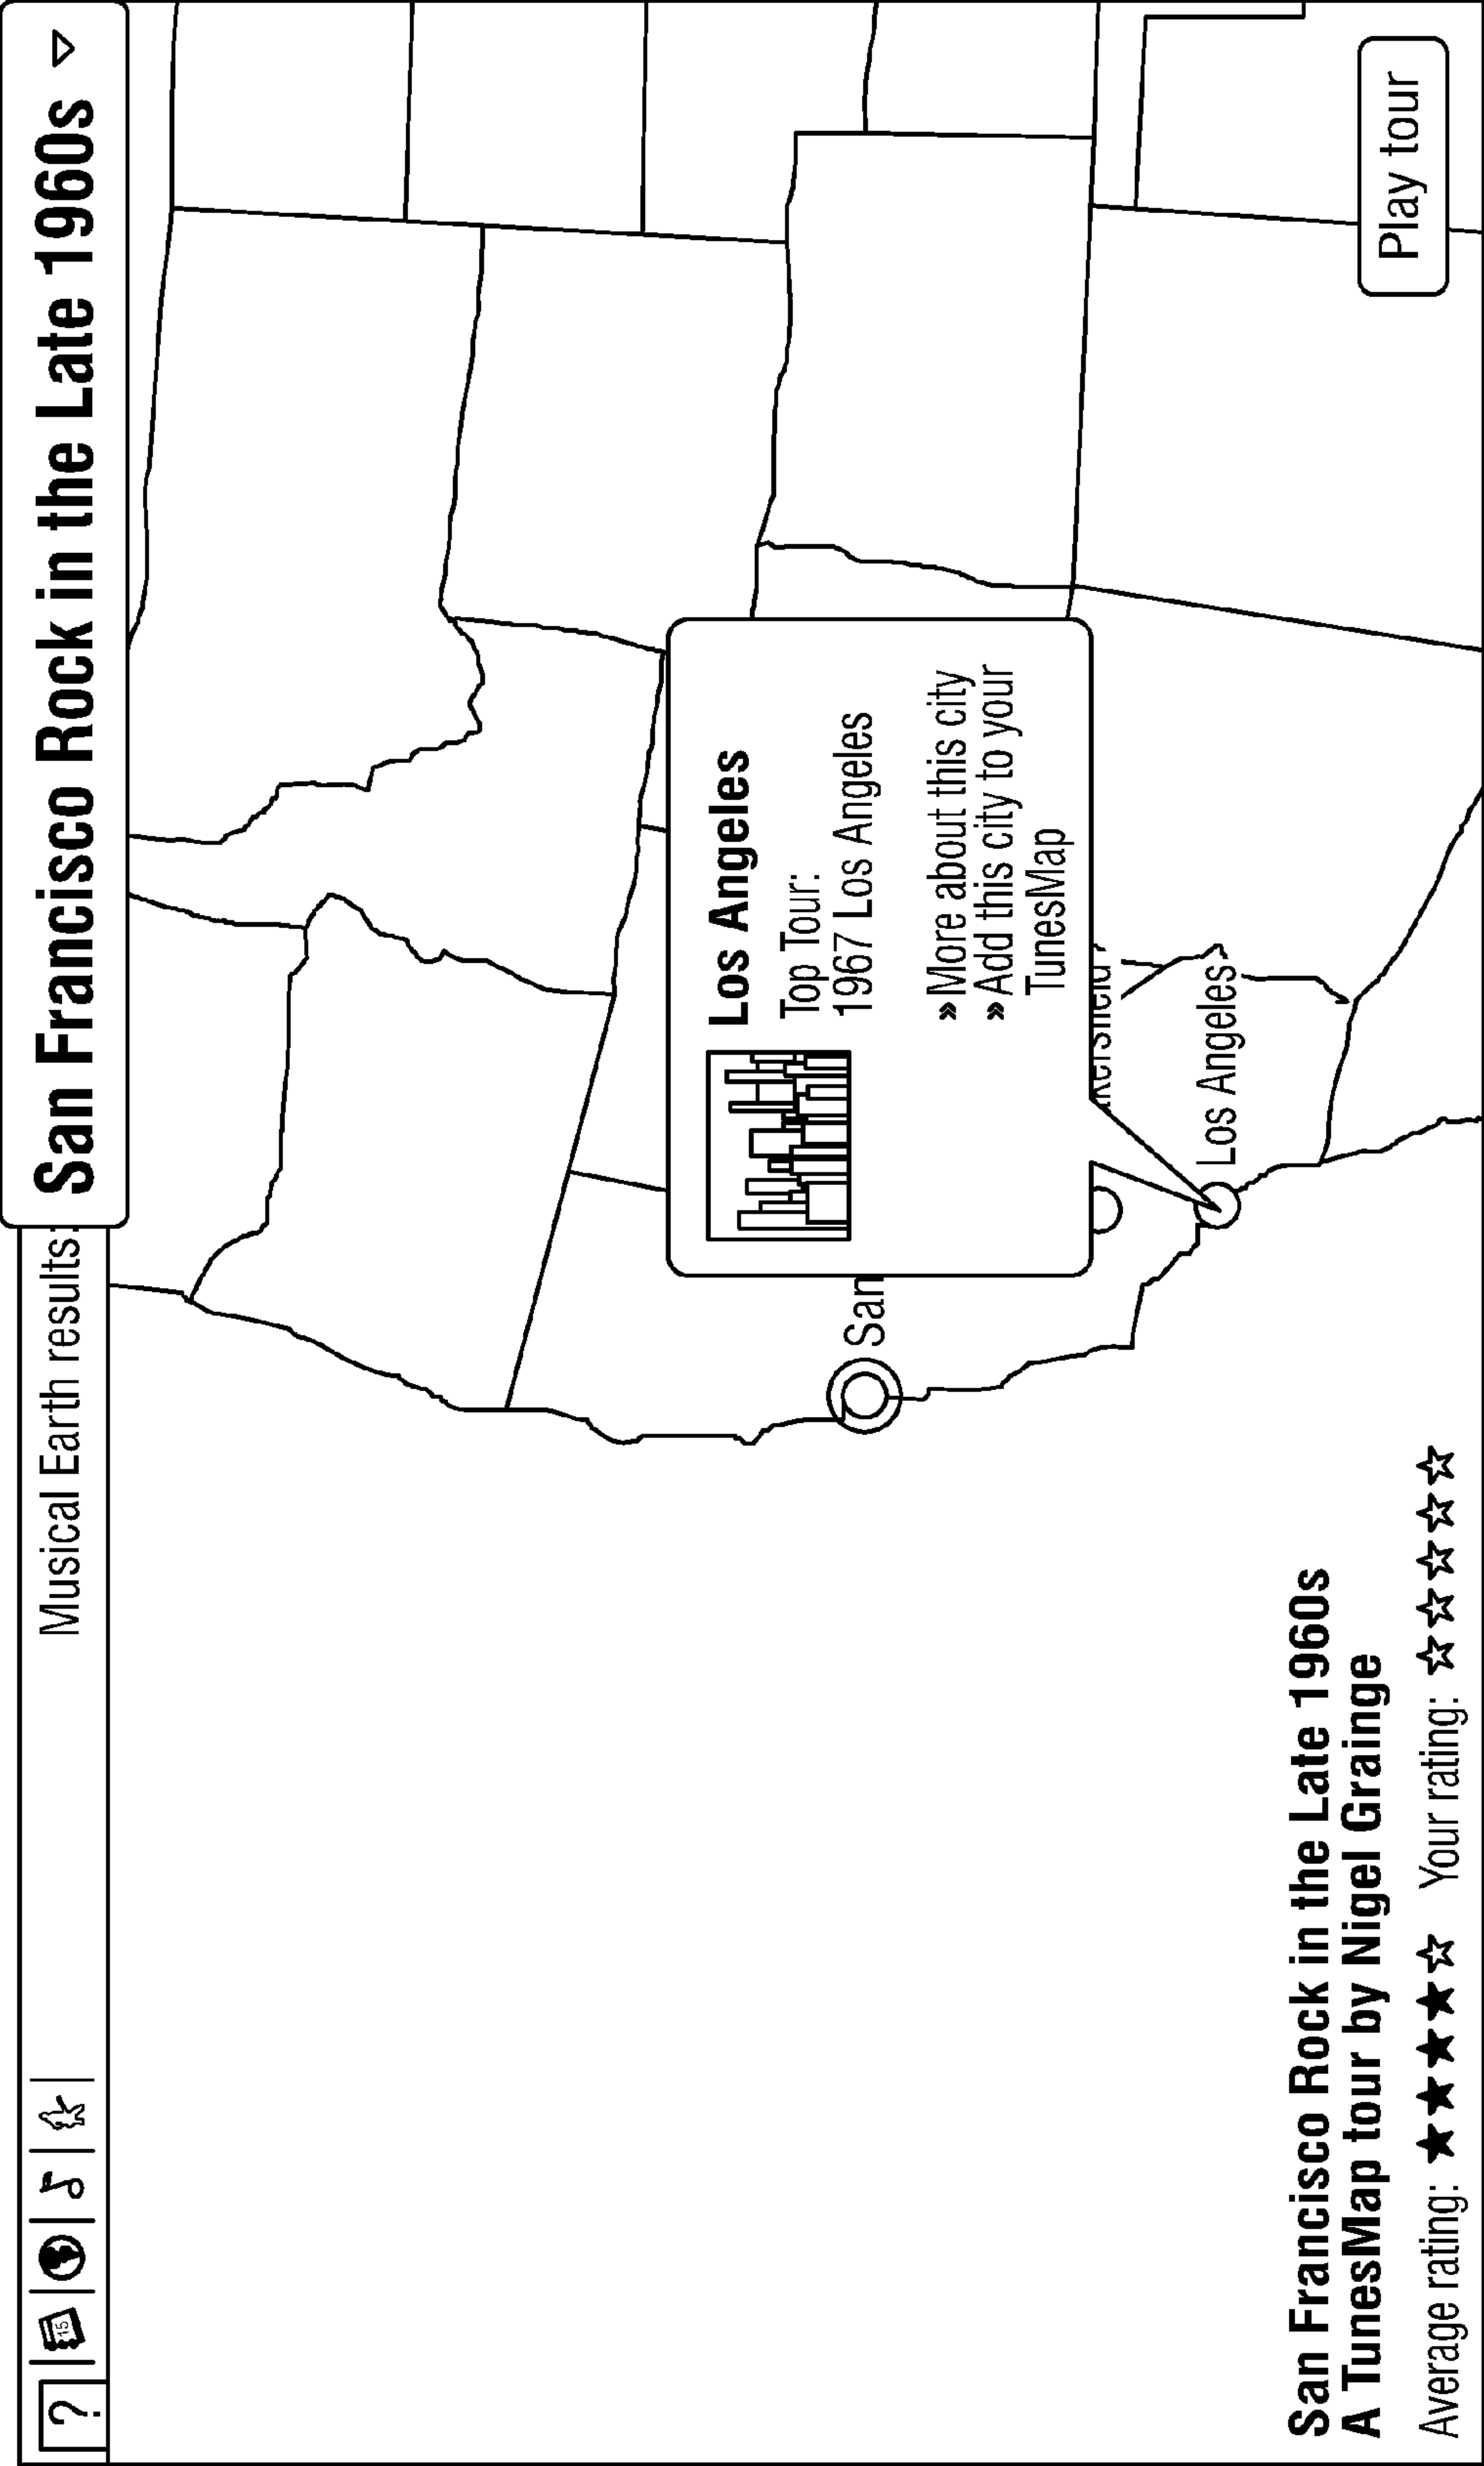 ?
15
Musical Earth results:
San Francisco Rock in the Late 1960s
Los Angeles
Top Tour:
1967 Los Angeles
» More about this city
» Add this city to your
TunesMap
San
Los Angeles
San Francisco Rock in the Late 1960s
A TunesMap tour by Nigel Grainge
Average rating: ★★★★☆ Your rating: ☆☆☆☆☆
Play tour